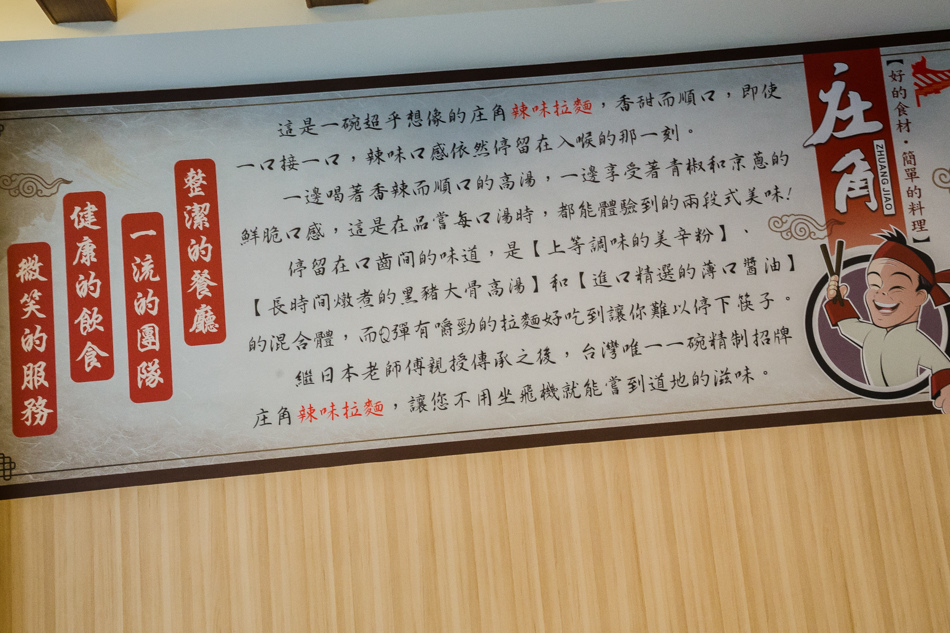 整潔的餐廳
一流的團隊
健康的飲食
微笑的服務
這是一碗超乎想像的庄角辣味拉麵，香甜而順口，即使
一口接一口，辣味口感依然停留在入喉的那一刻。
一邊喝著香辣而順口的高湯，一邊享受著青椒和京蔥的
鮮脆口感，這是在品嘗每口湯時，都能體驗到的兩段式美味!
停留在口齒間的味道，是【上等調味的美辛粉】、
【長時間燉煮的黑豬大骨高湯】和【進口精選的薄口醬油】
的混合體，而Q彈有嚼勁的拉麵好吃到讓你難以停下筷子。
繼日本老師傅親授傳承之後，台灣唯一一碗精制招牌
庄角辣味拉麵，讓您不用坐飛機就能嘗到道地的滋味。
庄角
ZHUANG JIAO
【好的食材·簡單的料理】